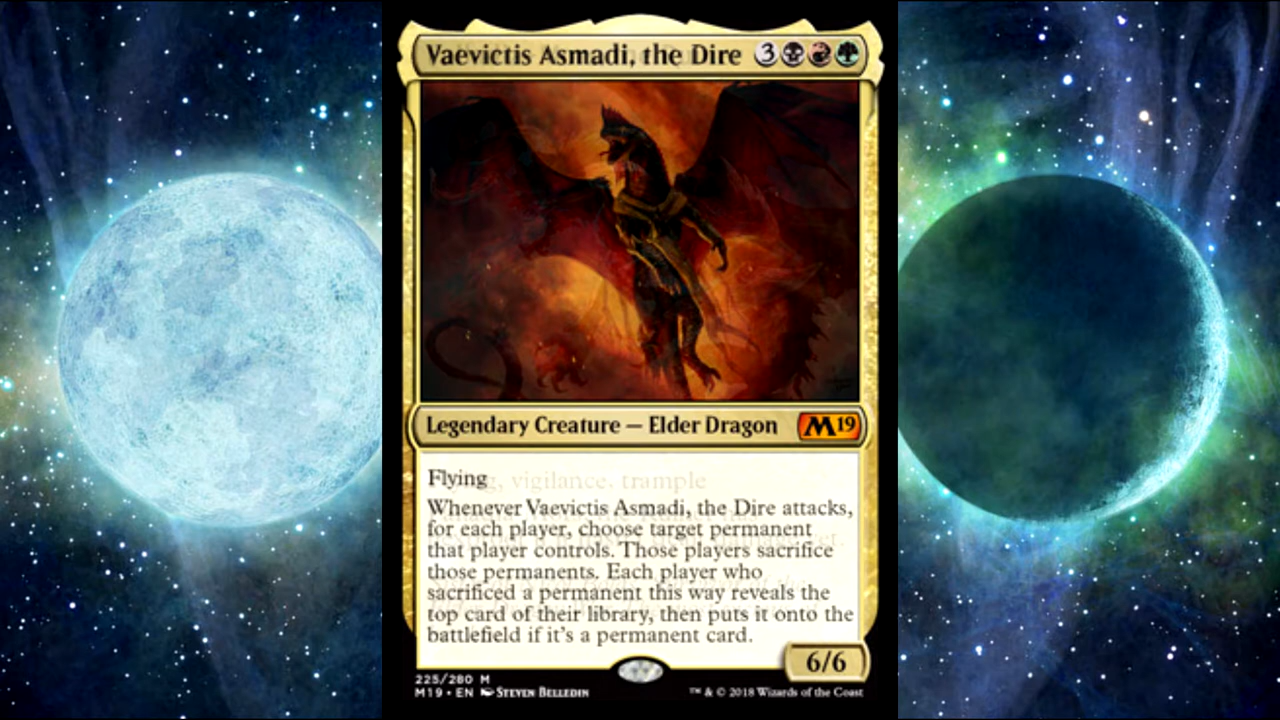 Vaevictis Asmadi, the Dire 3
Legendary Creature — Elder Dragon M19
Flying
vigilance, trample
Whenever Vaevictis Asmadi, the Dire attacks,
for each player, choose target permanent
that player controls. Those players sacrifice
those permanents. Each player who
sacrificed a permanent this way reveals the
top card of their library, then puts it onto the
battlefield if it's a permanent card.
6/6
225/280 M
M19 • EN Steven Belledin
™ & © 2018 Wizards of the Coast